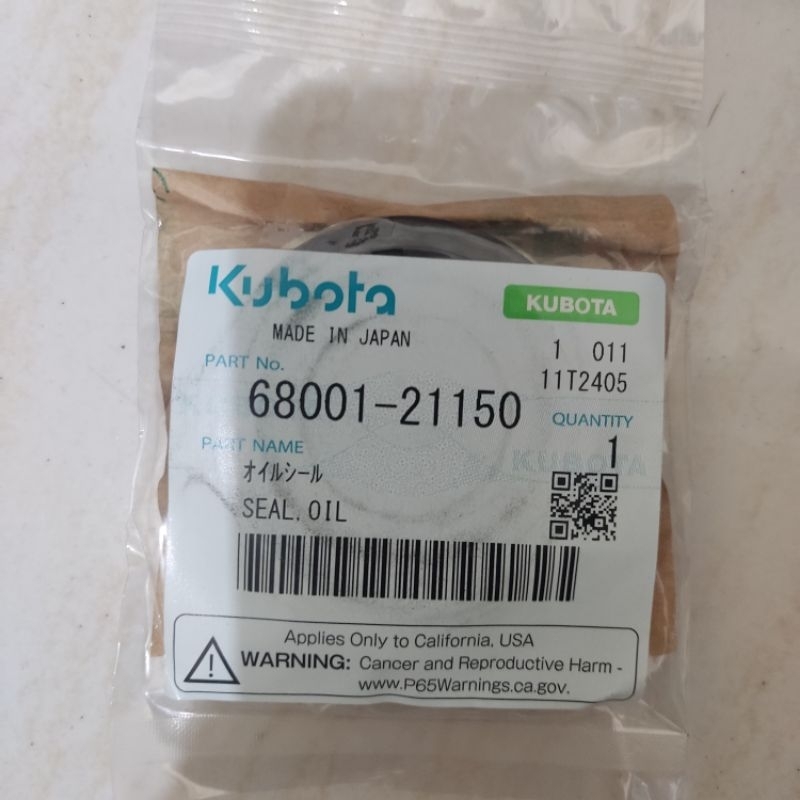 Kubota
KUBOTA
MADE IN JAPAN
1 011
PART No.
11T2405
68001-21150
QUANTITY
1
PART NAME
KUBOTA
オイルシール
SEAL,OIL
Applies Only to California, USA
WARNING: Cancer and Reproductive Harm -
www.P65Warnings.ca.gov.